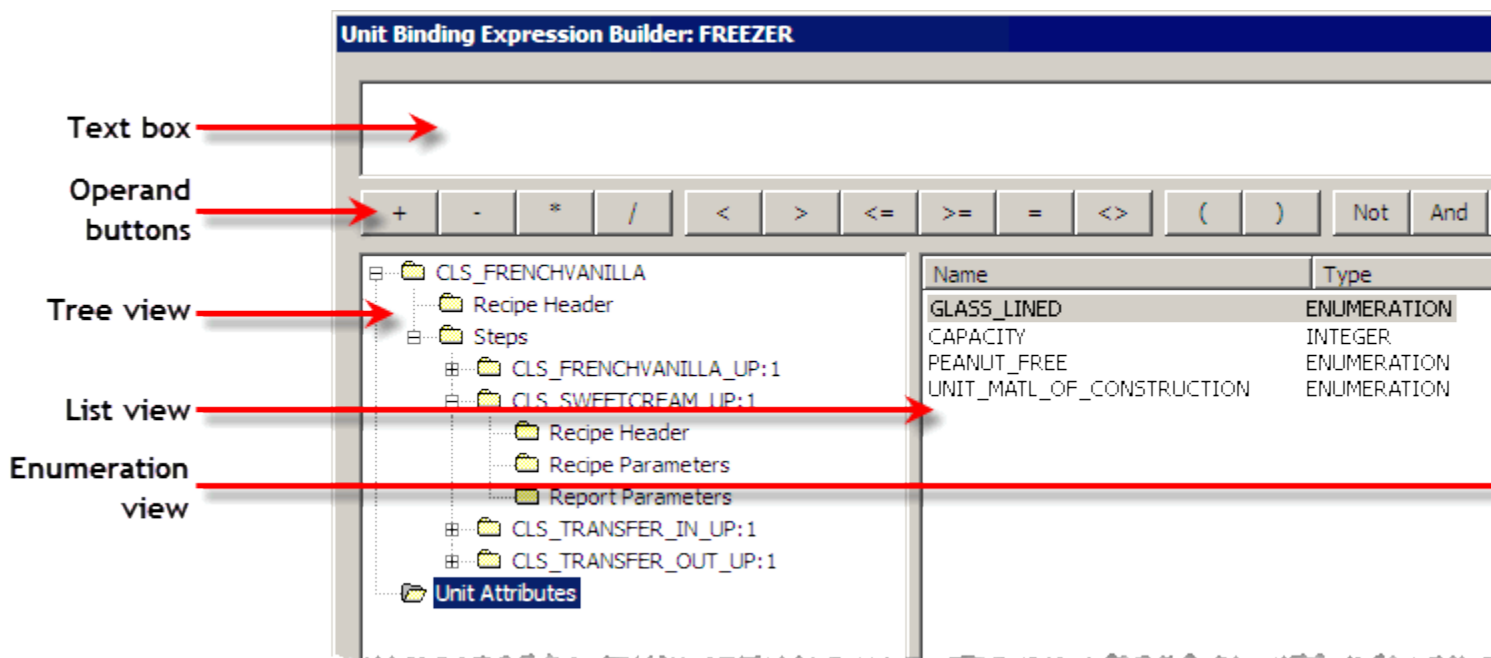 Unit Binding Expression Builder: FREEZER
Text box
Operand
buttons
+ - * / < > <= >= = <> ( ) Not And
Tree view
CLS_FRENCHVANILLA
Recipe Header
Steps
CLS_FRENCHVANILLA_UP:1
CLS_SWEETCREAM_UP:1
Recipe Header
Recipe Parameters
Report Parameters
CLS_TRANSFER_IN_UP:1
CLS_TRANSFER_OUT_UP:1
Unit Attributes
List view
Name Type
GLASS_LINED ENUMERATION
CAPACITY INTEGER
PEANUT_FREE ENUMERATION
UNIT_MATL_OF_CONSTRUCTION ENUMERATION
Enumeration
view